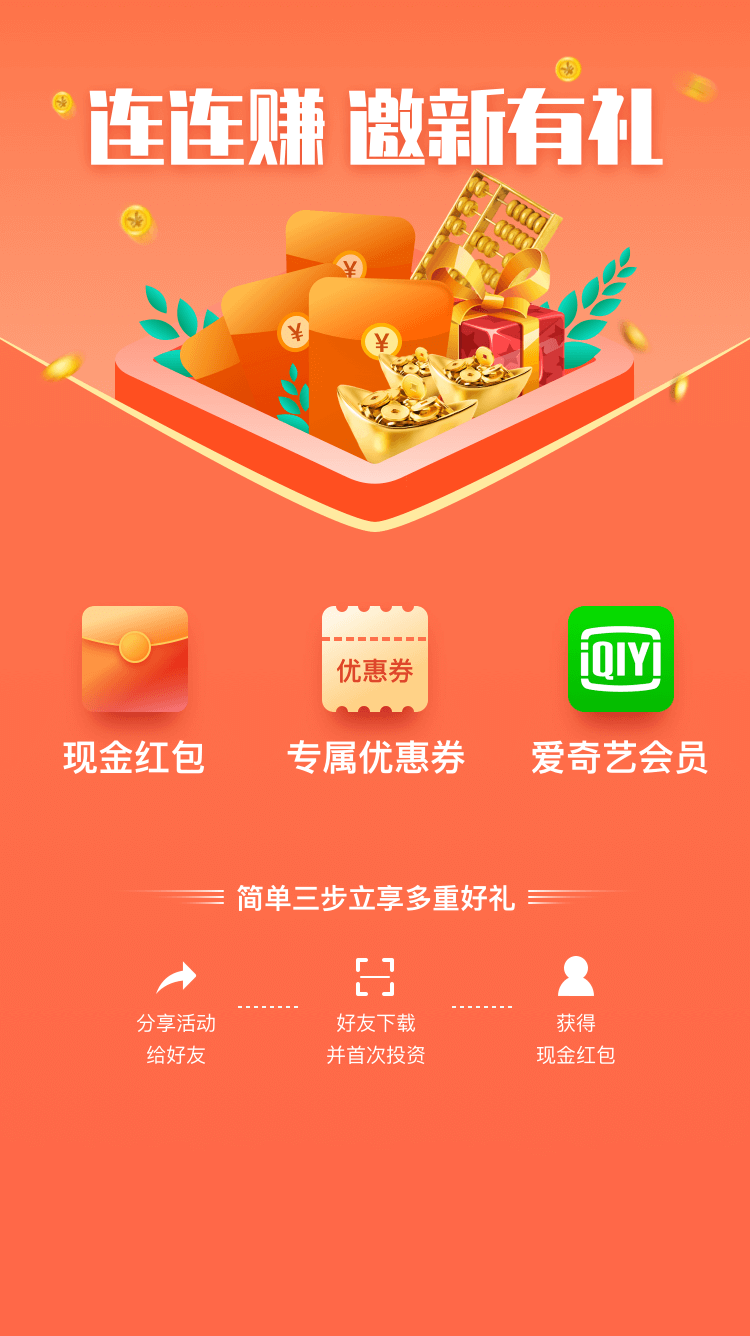 连连赚 邀新有礼
¥
¥
¥
优惠券
iQIYI
现金红包 专属优惠券 爱奇艺会员
简单三步立享多重好礼
分享活动 好友下载 获得
给好友 并首次投资 现金红包